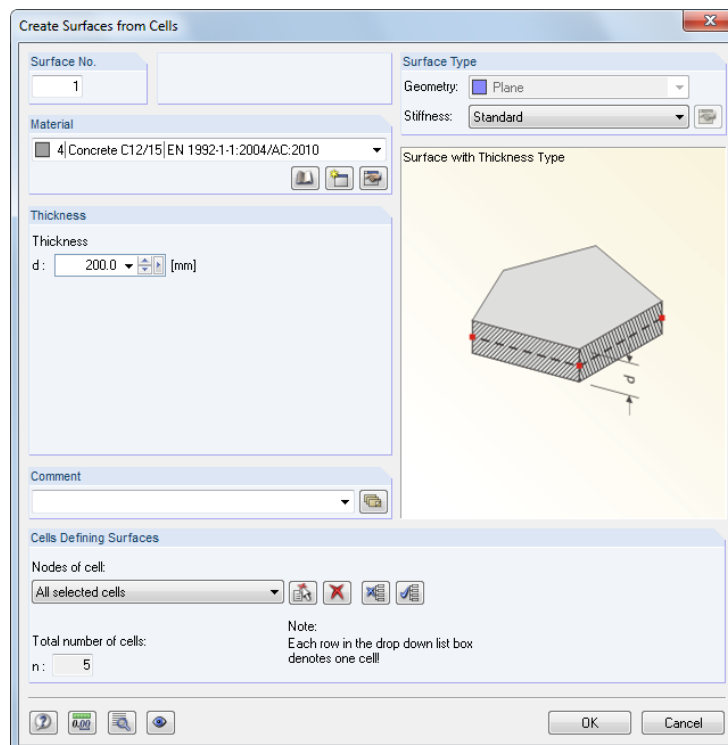 Create Surfaces from Cells
Surface No.
1
Surface Type
Geometry: Plane
Stiffness: Standard
Material
4 Concrete C12/15 EN 1992-1-1:2004/AC:2010
Surface with Thickness Type
Thickness
Thickness
d : 200.0 [mm]
d
Comment
Cells Defining Surfaces
Nodes of cell:
All selected cells
Total number of cells:
n : 5
Note:
Each row in the drop down list box
denotes one cell!
0.00
OK
Cancel